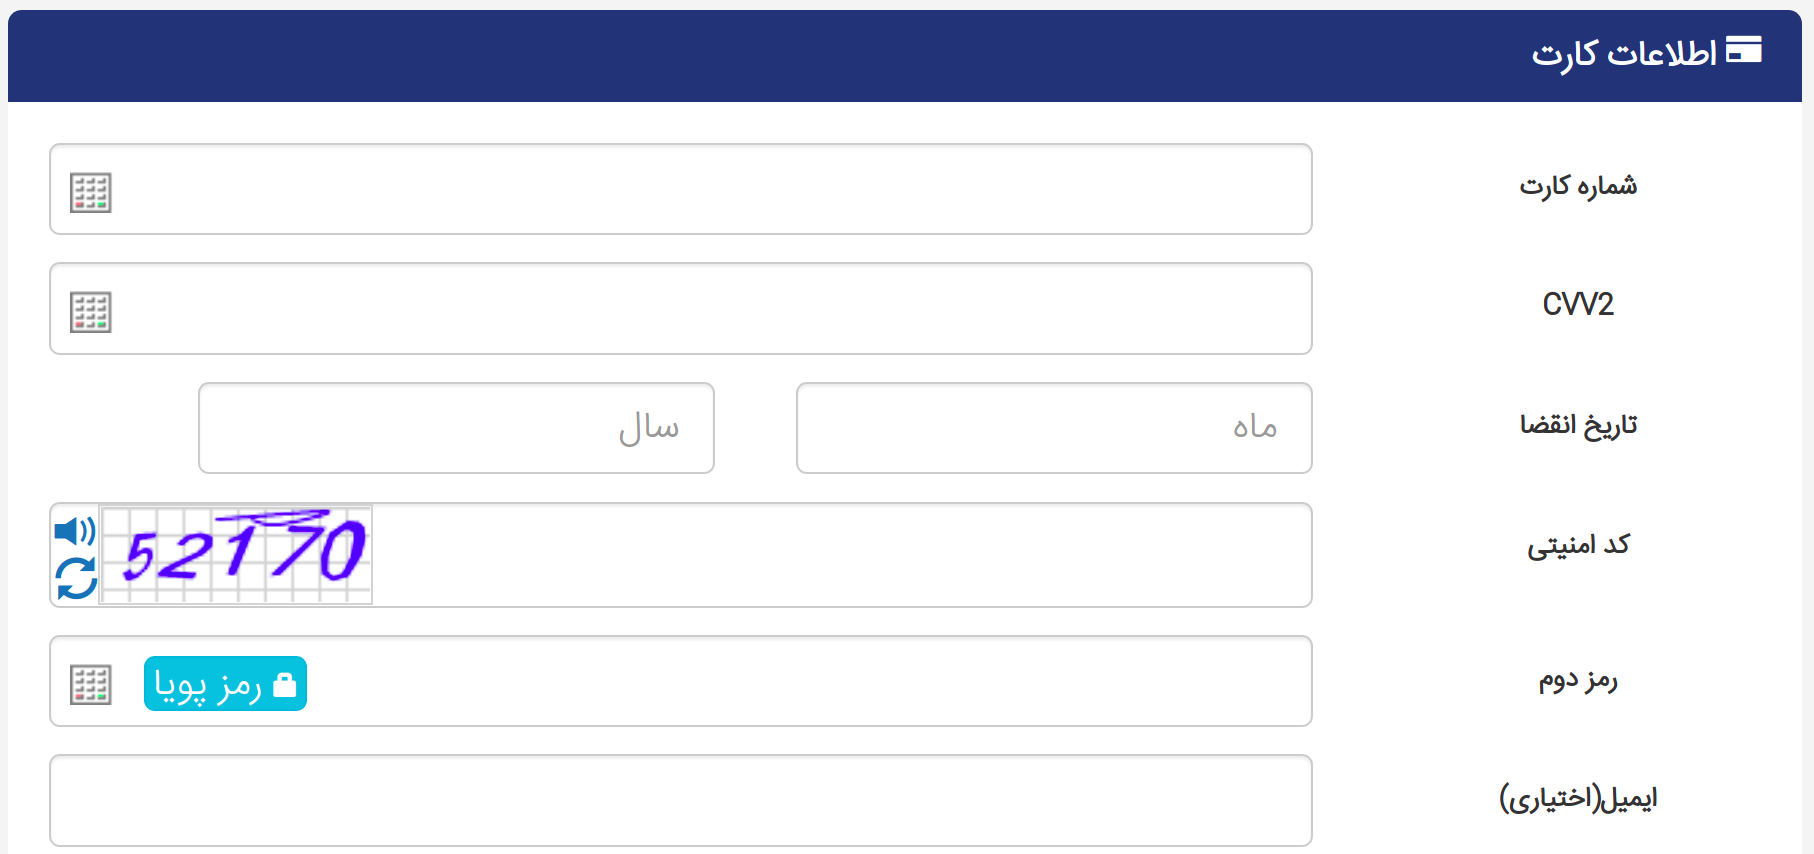 اطلاعات کارت
شماره کارت
CVV2
تاریخ انقضا
ماه
سال
کد امنیتی
52170
رمز دوم
رمز پویا
ایمیل(اختیاری)